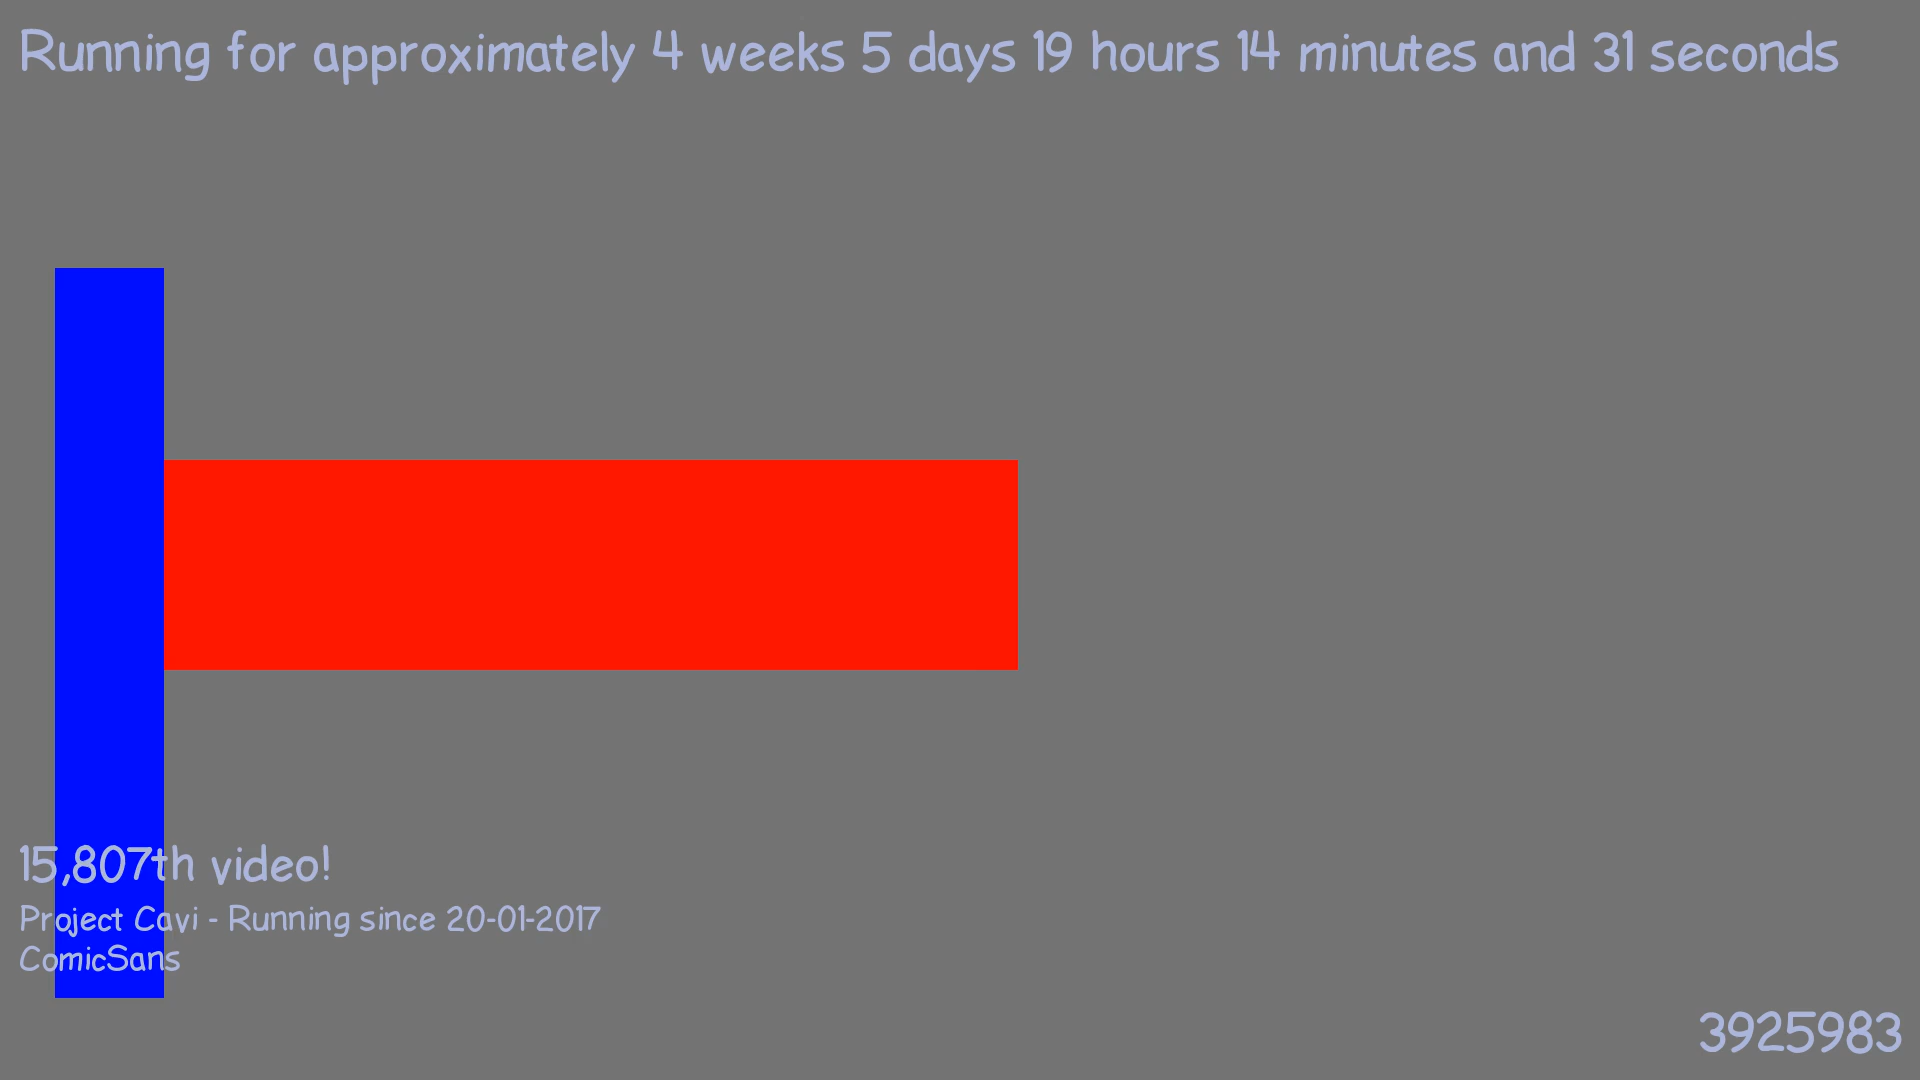 Running for approximately 4 weeks 5 days 19 hours 14 minutes and 31 seconds
15,807th video!
Project Cavi - Running since 20-01-2017
ComicSans
3925983